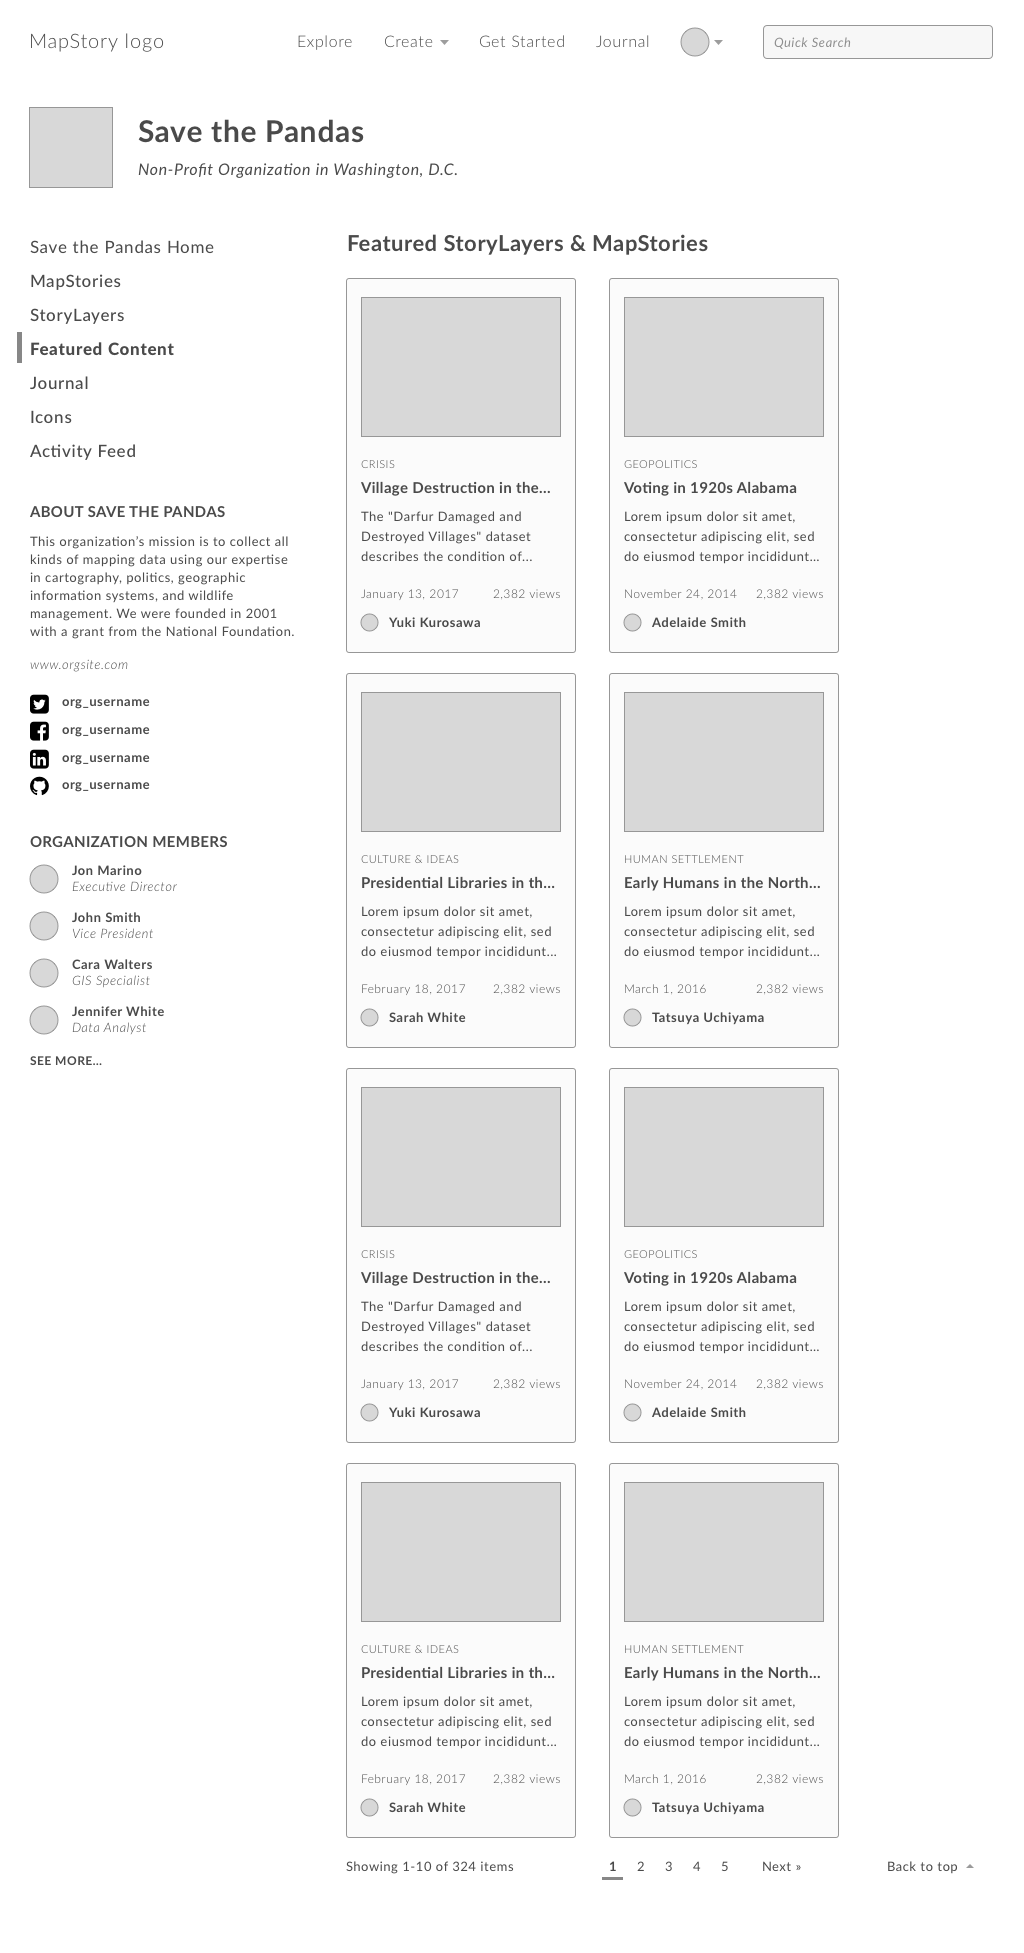 MapStory logo
Explore
Create
Get Started
Journal
Quick Search
Save the Pandas
Non-Profit Organization in Washington, D.C.
Save the Pandas Home
MapStories
StoryLayers
Featured Content
Journal
Icons
Activity Feed
ABOUT SAVE THE PANDAS
This organization's mission is to collect all
kinds of mapping data using our expertise
in cartography, politics, geographic
information systems, and wildlife
management. We were founded in 2001
with a grant from the National Foundation.
www.orgsite.com
org_username
org_username
org_username
org_username
ORGANIZATION MEMBERS
Jon Marino
Executive Director
John Smith
Vice President
Cara Walters
GIS Specialist
Jennifer White
Data Analyst
SEE MORE...
Featured StoryLayers & MapStories
CRISIS
Village Destruction in the...
The "Darfur Damaged and
Destroyed Villages" dataset
describes the condition of...
January 13, 2017 2,382 views
Yuki Kurosawa
GEOPOLITICS
Voting in 1920s Alabama
Lorem ipsum dolor sit amet,
consectetur adipiscing elit, sed
do eiusmod tempor incididunt...
November 24, 2014 2,382 views
Adelaide Smith
CULTURE & IDEAS
Presidential Libraries in th...
Lorem ipsum dolor sit amet,
consectetur adipiscing elit, sed
do eiusmod tempor incididunt...
February 18, 2017 2,382 views
Sarah White
HUMAN SETTLEMENT
Early Humans in the North...
Lorem ipsum dolor sit amet,
consectetur adipiscing elit, sed
do eiusmod tempor incididunt...
March 1, 2016 2,382 views
Tatsuya Uchiyama
CRISIS
Village Destruction in the...
The "Darfur Damaged and
Destroyed Villages" dataset
describes the condition of...
January 13, 2017 2,382 views
Yuki Kurosawa
GEOPOLITICS
Voting in 1920s Alabama
Lorem ipsum dolor sit amet,
consectetur adipiscing elit, sed
do eiusmod tempor incididunt...
November 24, 2014 2,382 views
Adelaide Smith
CULTURE & IDEAS
Presidential Libraries in th...
Lorem ipsum dolor sit amet,
consectetur adipiscing elit, sed
do eiusmod tempor incididunt...
February 18, 2017 2,382 views
Sarah White
HUMAN SETTLEMENT
Early Humans in the North...
Lorem ipsum dolor sit amet,
consectetur adipiscing elit, sed
do eiusmod tempor incididunt...
March 1, 2016 2,382 views
Tatsuya Uchiyama
Showing 1-10 of 324 items
1 2 3 4 5 Next »
Back to top